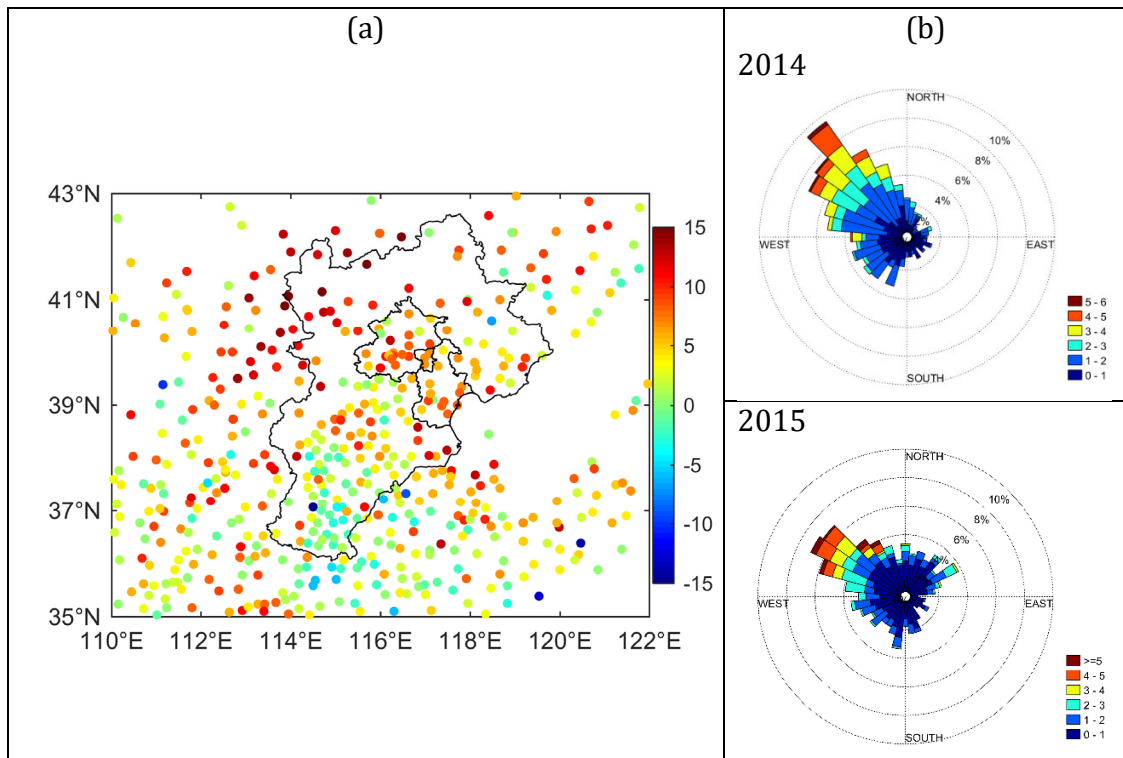 (a)
43°N
41°N
39°N
37°N
35°N
110°E 112°E 114°E 116°E 118°E 120°E 122°E
15
10
5
0
-5
-10
-15
(b)
2014
NORTH
10%
8%
6%
4%
2%
WEST
EAST
SOUTH
5 - 6
4 - 5
3 - 4
2 - 3
1 - 2
0 - 1
2015
NORTH
10%
8%
6%
WEST
EAST
SOUTH
>=5
4 - 5
3 - 4
2 - 3
1 - 2
0 - 1